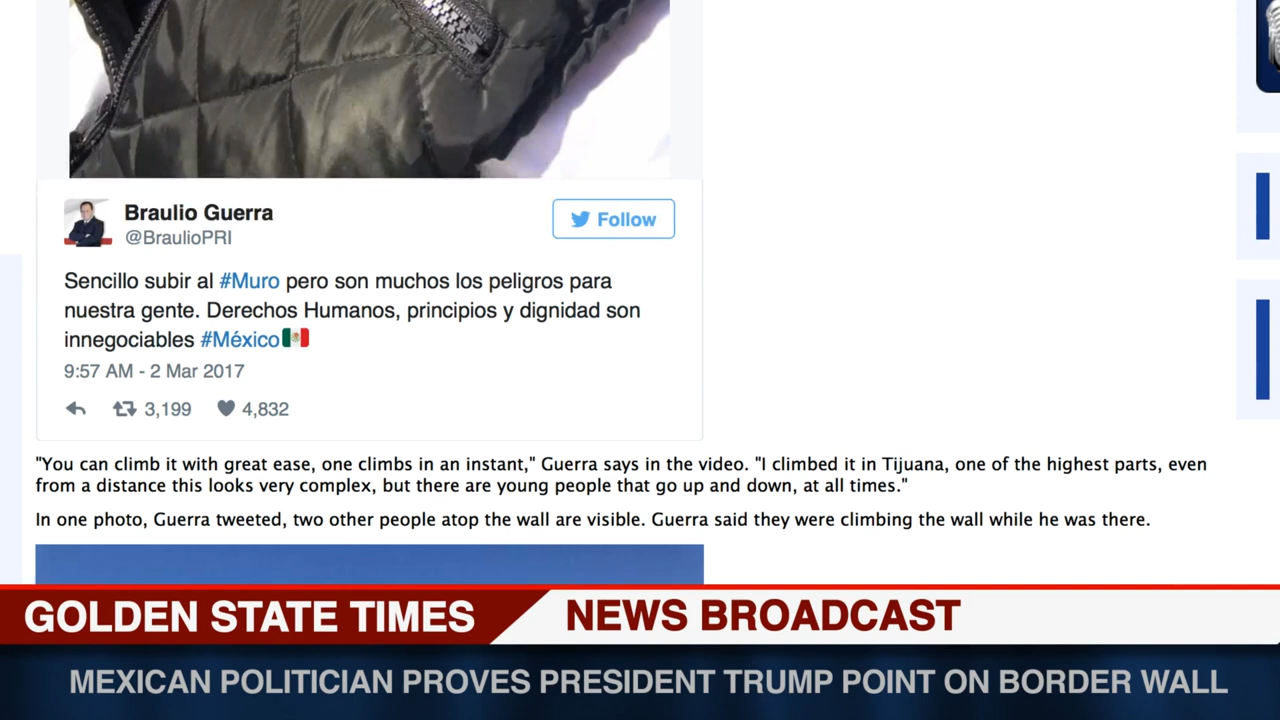 Braulio Guerra
@BraulioPRI
Follow
Sencillo subir al #Muro pero son muchos los peligros para
nuestra gente. Derechos Humanos, principios y dignidad son
innegociables #México🇲🇽
9:57 AM - 2 Mar 2017
3,199 4,832
"You can climb it with great ease, one climbs in an instant," Guerra says in the video. "I climbed it in Tijuana, one of the highest parts, even
from a distance this looks very complex, but there are young people that go up and down, at all times."
In one photo, Guerra tweeted, two other people atop the wall are visible. Guerra said they were climbing the wall while he was there.
GOLDEN STATE TIMES
NEWS BROADCAST
MEXICAN POLITICIAN PROVES PRESIDENT TRUMP POINT ON BORDER WALL